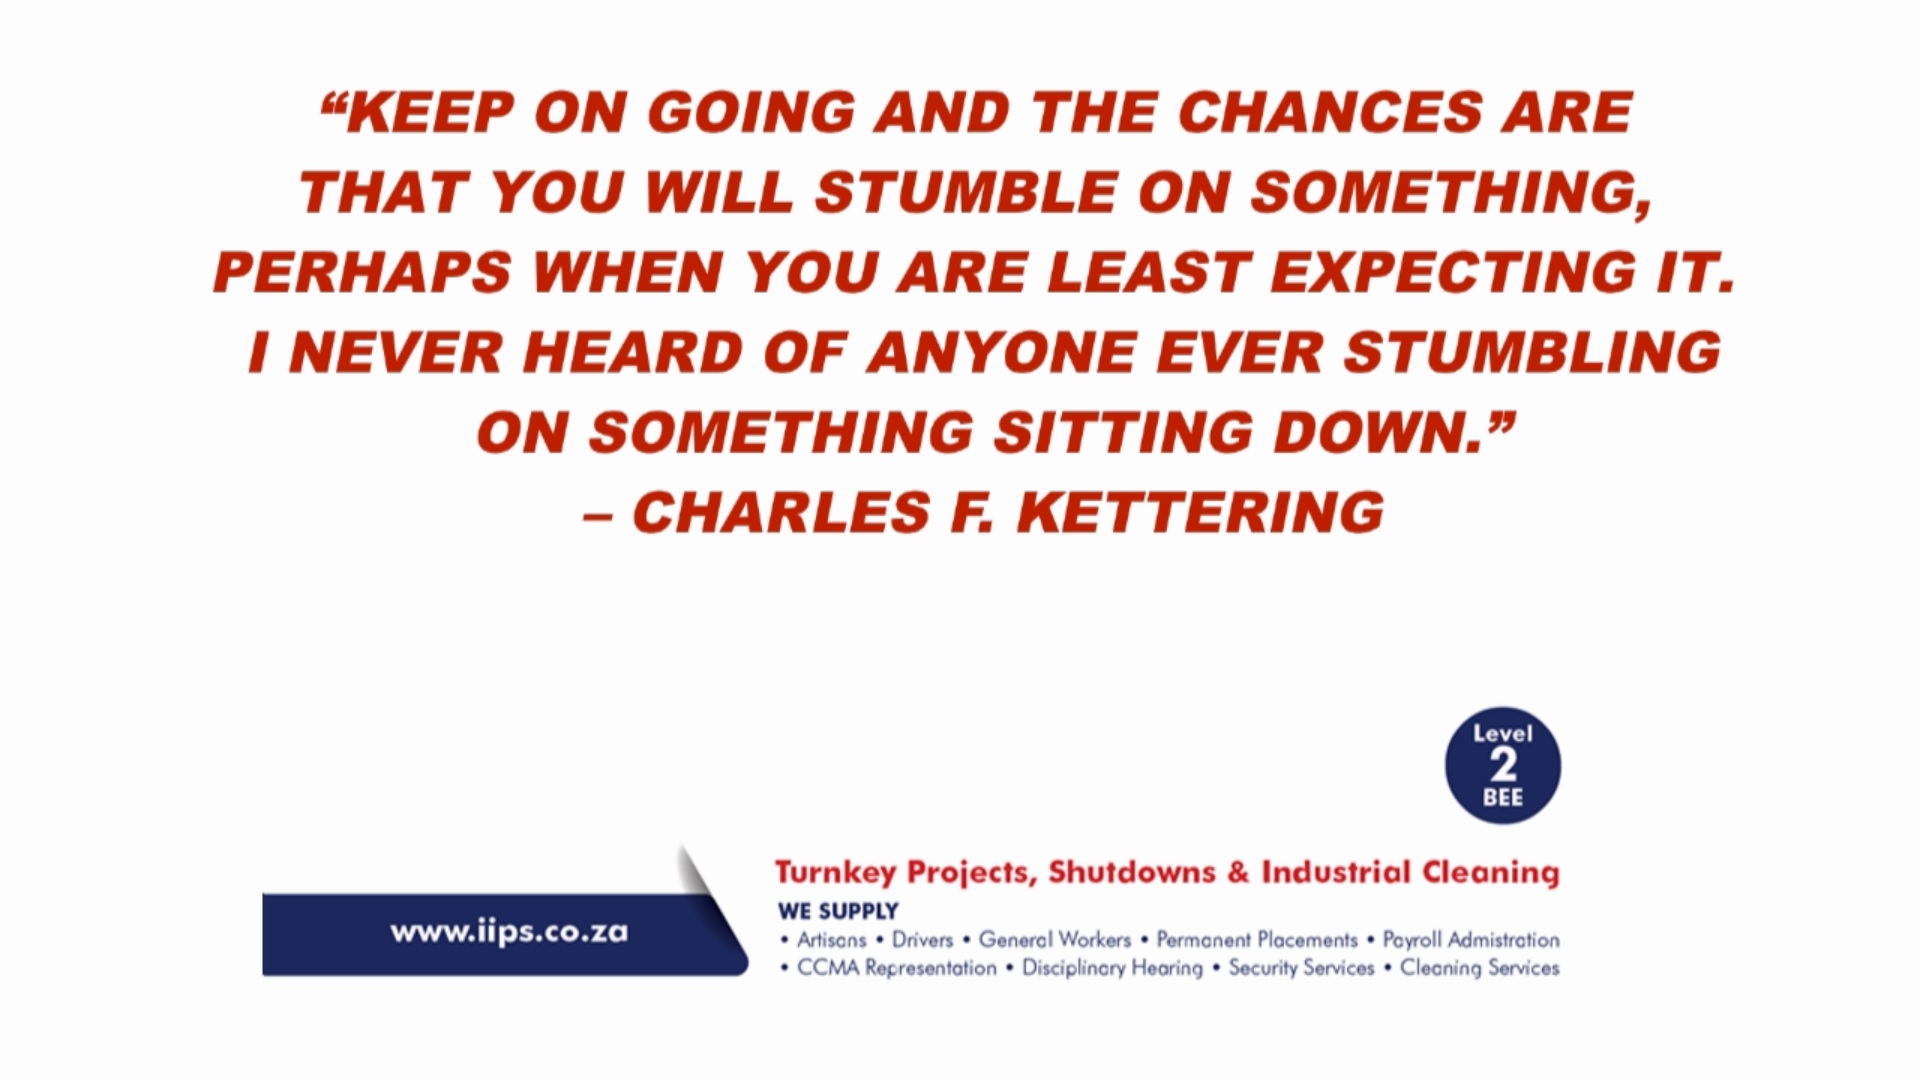 “KEEP ON GOING AND THE CHANCES ARE
THAT YOU WILL STUMBLE ON SOMETHING,
PERHAPS WHEN YOU ARE LEAST EXPECTING IT.
I NEVER HEARD OF ANYONE EVER STUMBLING
ON SOMETHING SITTING DOWN.”
– CHARLES F. KETTERING
Level
2
BEE
www.iips.co.za
Turnkey Projects, Shutdowns & Industrial Cleaning
WE SUPPLY
• Artisans • Drivers • General Workers • Permanent Placements • Payroll Admistration
• CCMA Representation • Disciplinary Hearing • Security Services • Cleaning Services